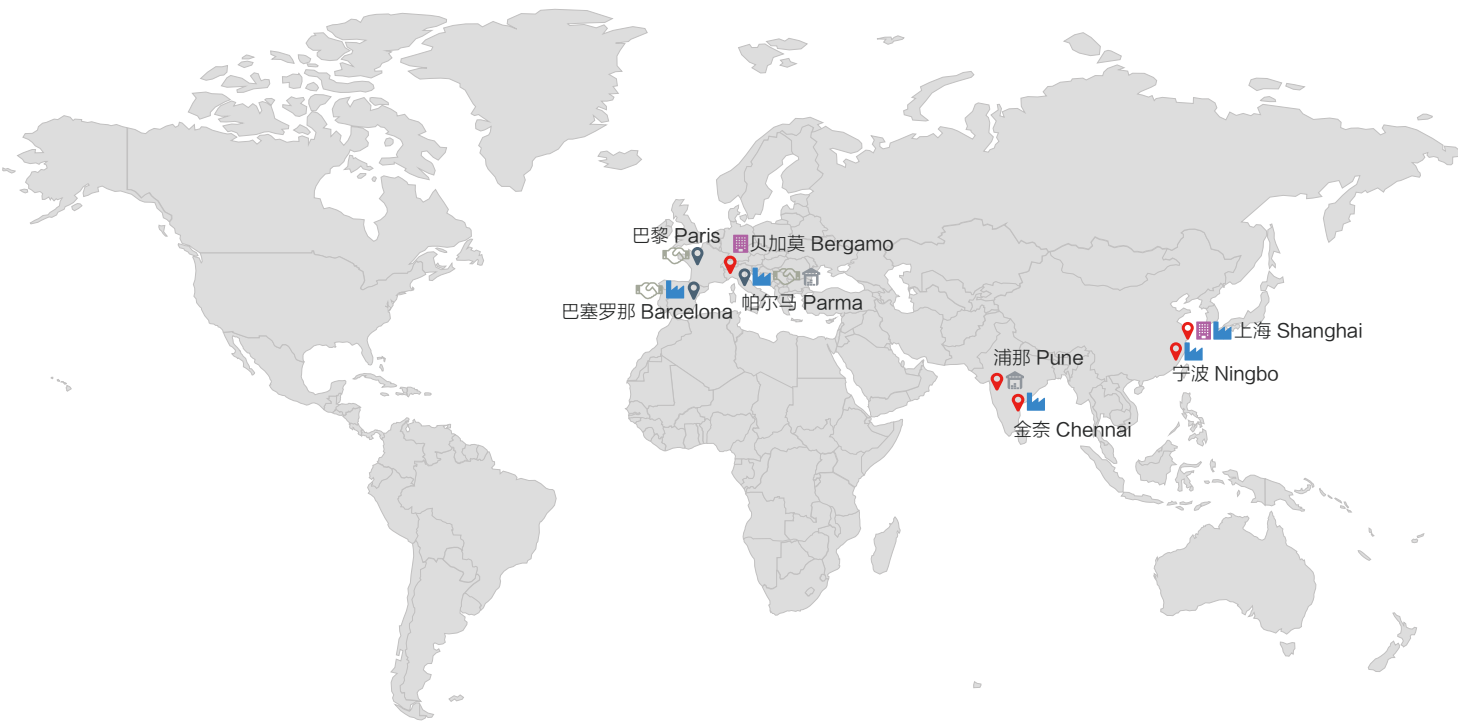 巴黎 Paris
贝加莫 Bergamo
帕尔马 Parma
巴塞罗那 Barcelona
上海 Shanghai
浦那 Pune
宁波 Ningbo
金奈 Chennai